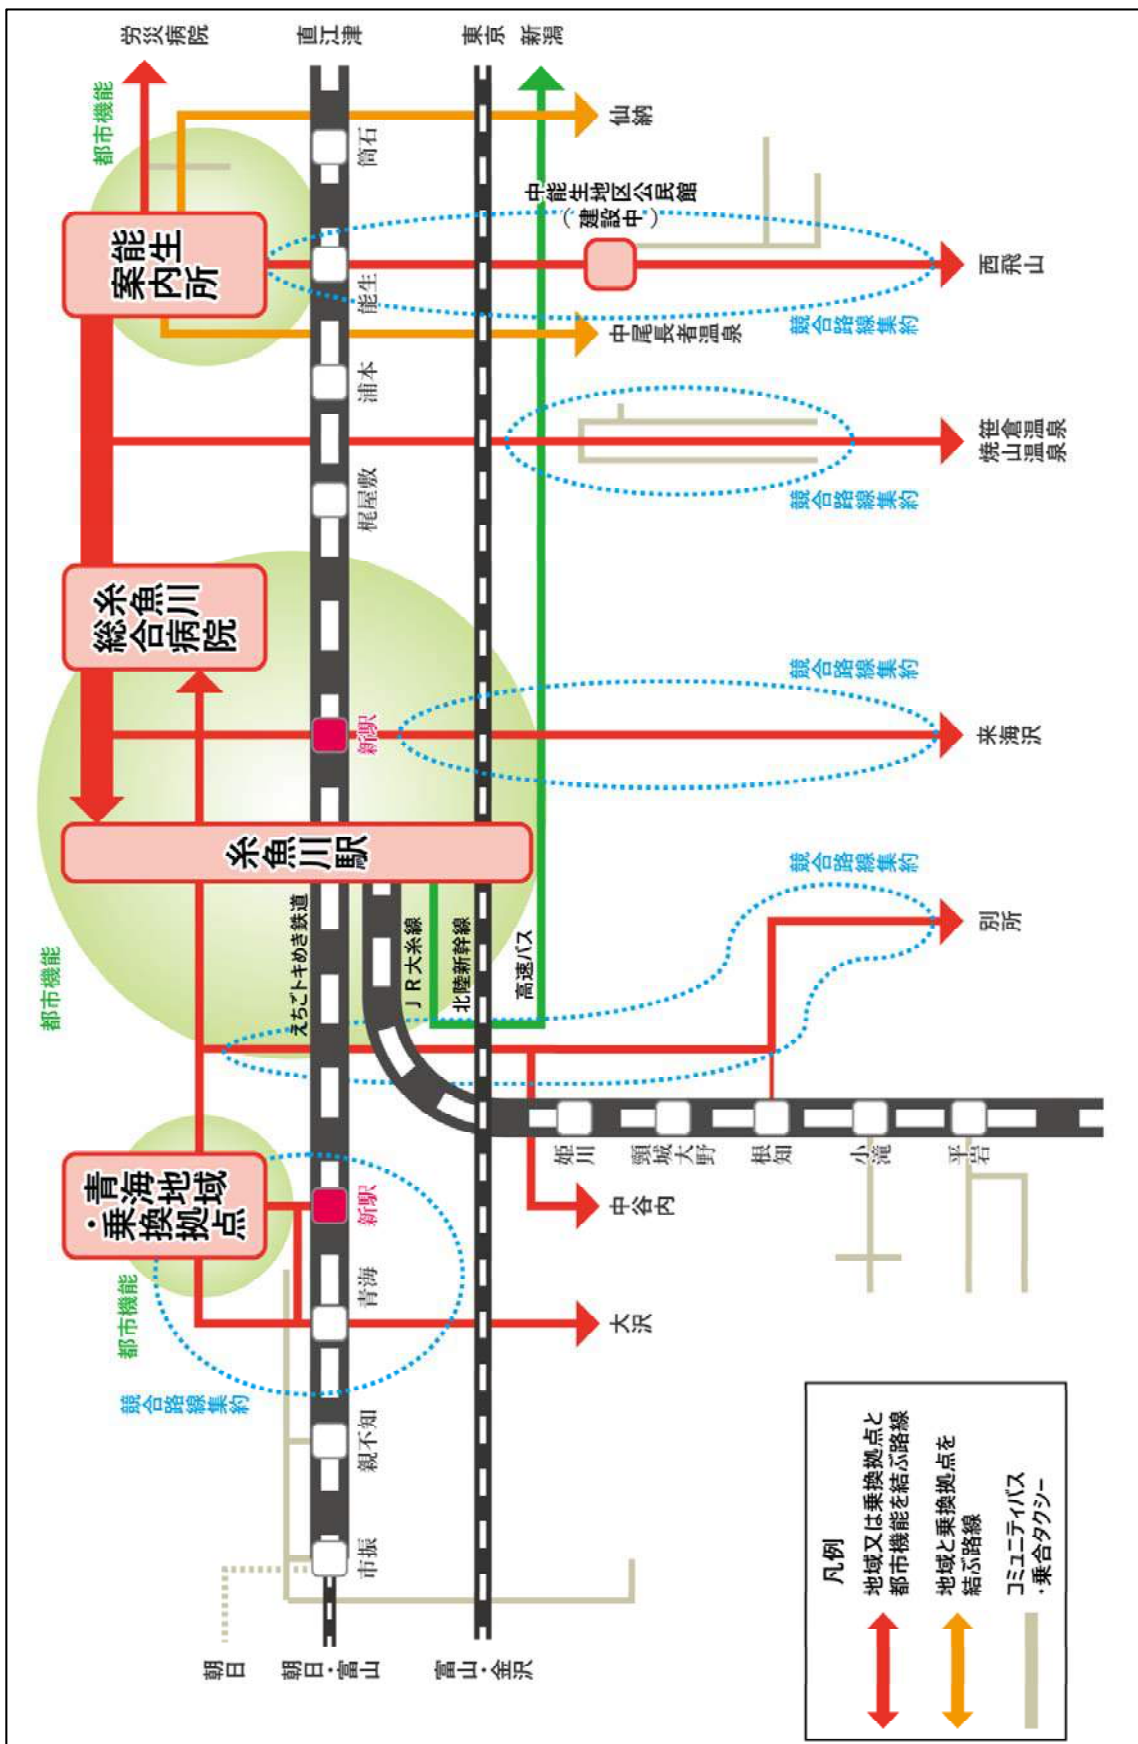 労災病院
直江津
東京
新潟
都市機能
能生
案内所
筒石
仙納
中能生地区公民館
（建設中）
能生
西飛山
競合路線集約
中尾長者温泉
浦本
笹倉温泉
焼山温泉
競合路線集約
梶屋敷
糸魚川
総合病院
新駅
競合路線集約
来海沢
糸魚川駅
都市機能
えちごトキめき鉄道
ＪＲ大糸線
北陸新幹線
高速バス
競合路線集約
別所
青海地域
・乗換拠点
新駅
姫川
頸城大野
根知
小滝
平岩
中谷内
都市機能
青海
大沢
競合路線集約
親不知
市振
朝日
朝日・富山
富山・金沢
凡例
地域又は乗換拠点と
都市機能を結ぶ路線
地域と乗換拠点を
結ぶ路線
コミュニティバス
・乗合タクシー